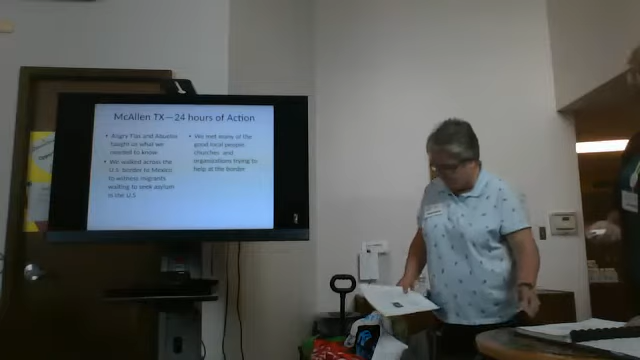 McAllen TX—24 hours of Action
• Angry Tias and Abuelas
taught us what we
needed to know.
• We walked across the
U.S. border to Mexico
to witness migrants
waiting to seek asylum
in the U.S
• We met many of the
good local people,
churches and
organizations trying to
help at the border